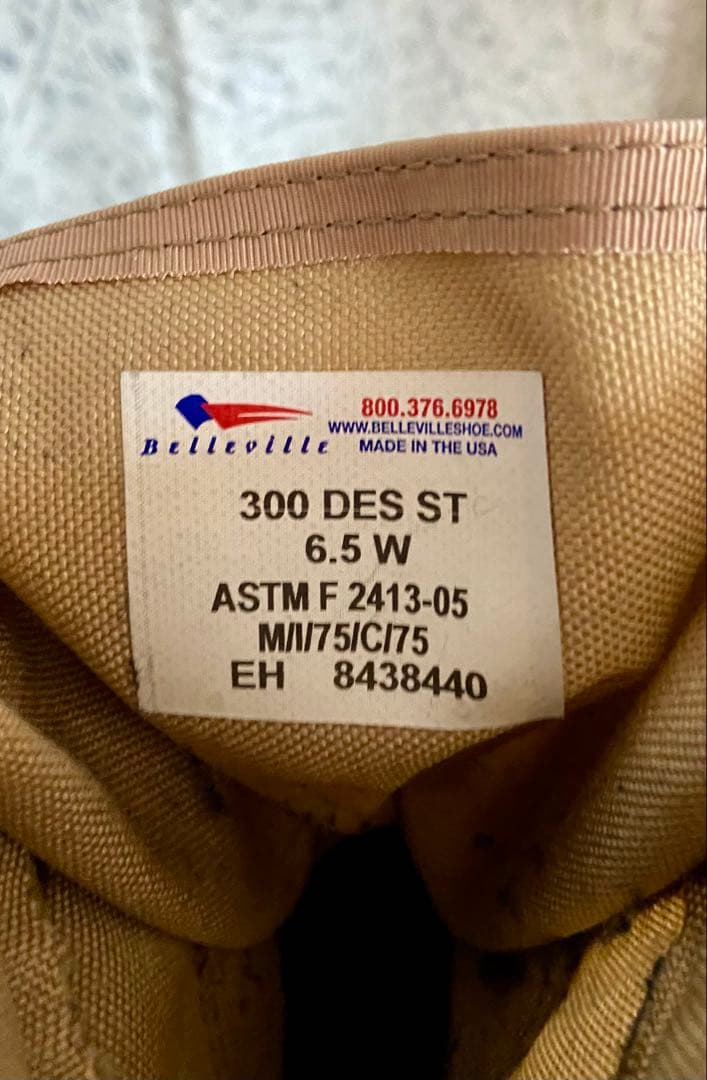 800.376.6978
WWW.BELLEVILLESHOE.COM
Belleville MADE IN THE USA
300 DES ST
6.5 W
ASTM F 2413-05
M/I/75/C/75
EH 8438440